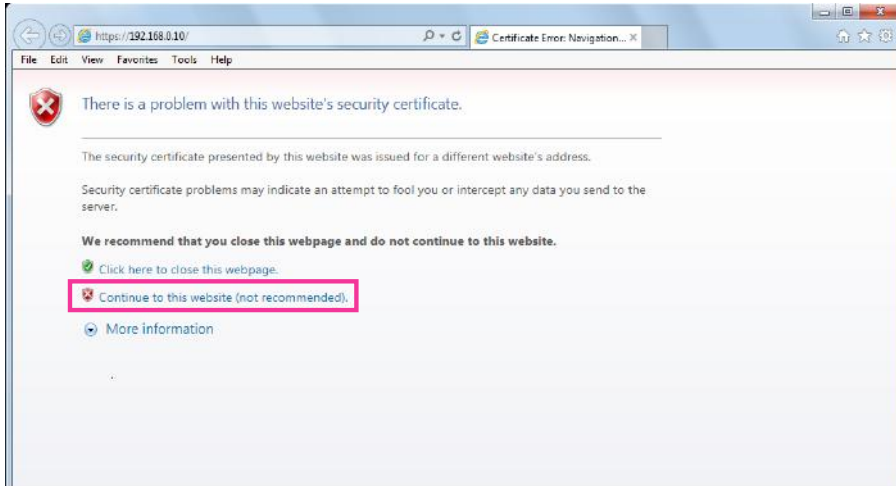 https://192.168.0.10/
Certificate Error: Navigation...
File Edit View Favorites Tools Help
There is a problem with this website's security certificate.
The security certificate presented by this website was issued for a different website's address.
Security certificate problems may indicate an attempt to fool you or intercept any data you send to the
server.
We recommend that you close this webpage and do not continue to this website.
Click here to close this webpage.
Continue to this website (not recommended).
More information